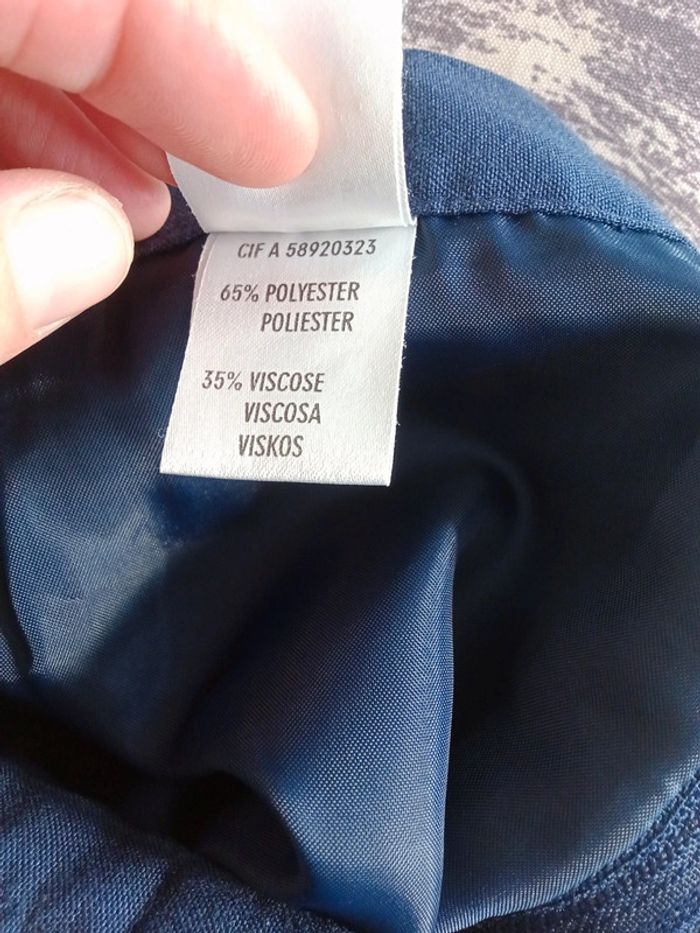 CIF A 58920323
65% POLYESTER
POLIESTER
35% VISCOSE
VISCOSA
VISKOS